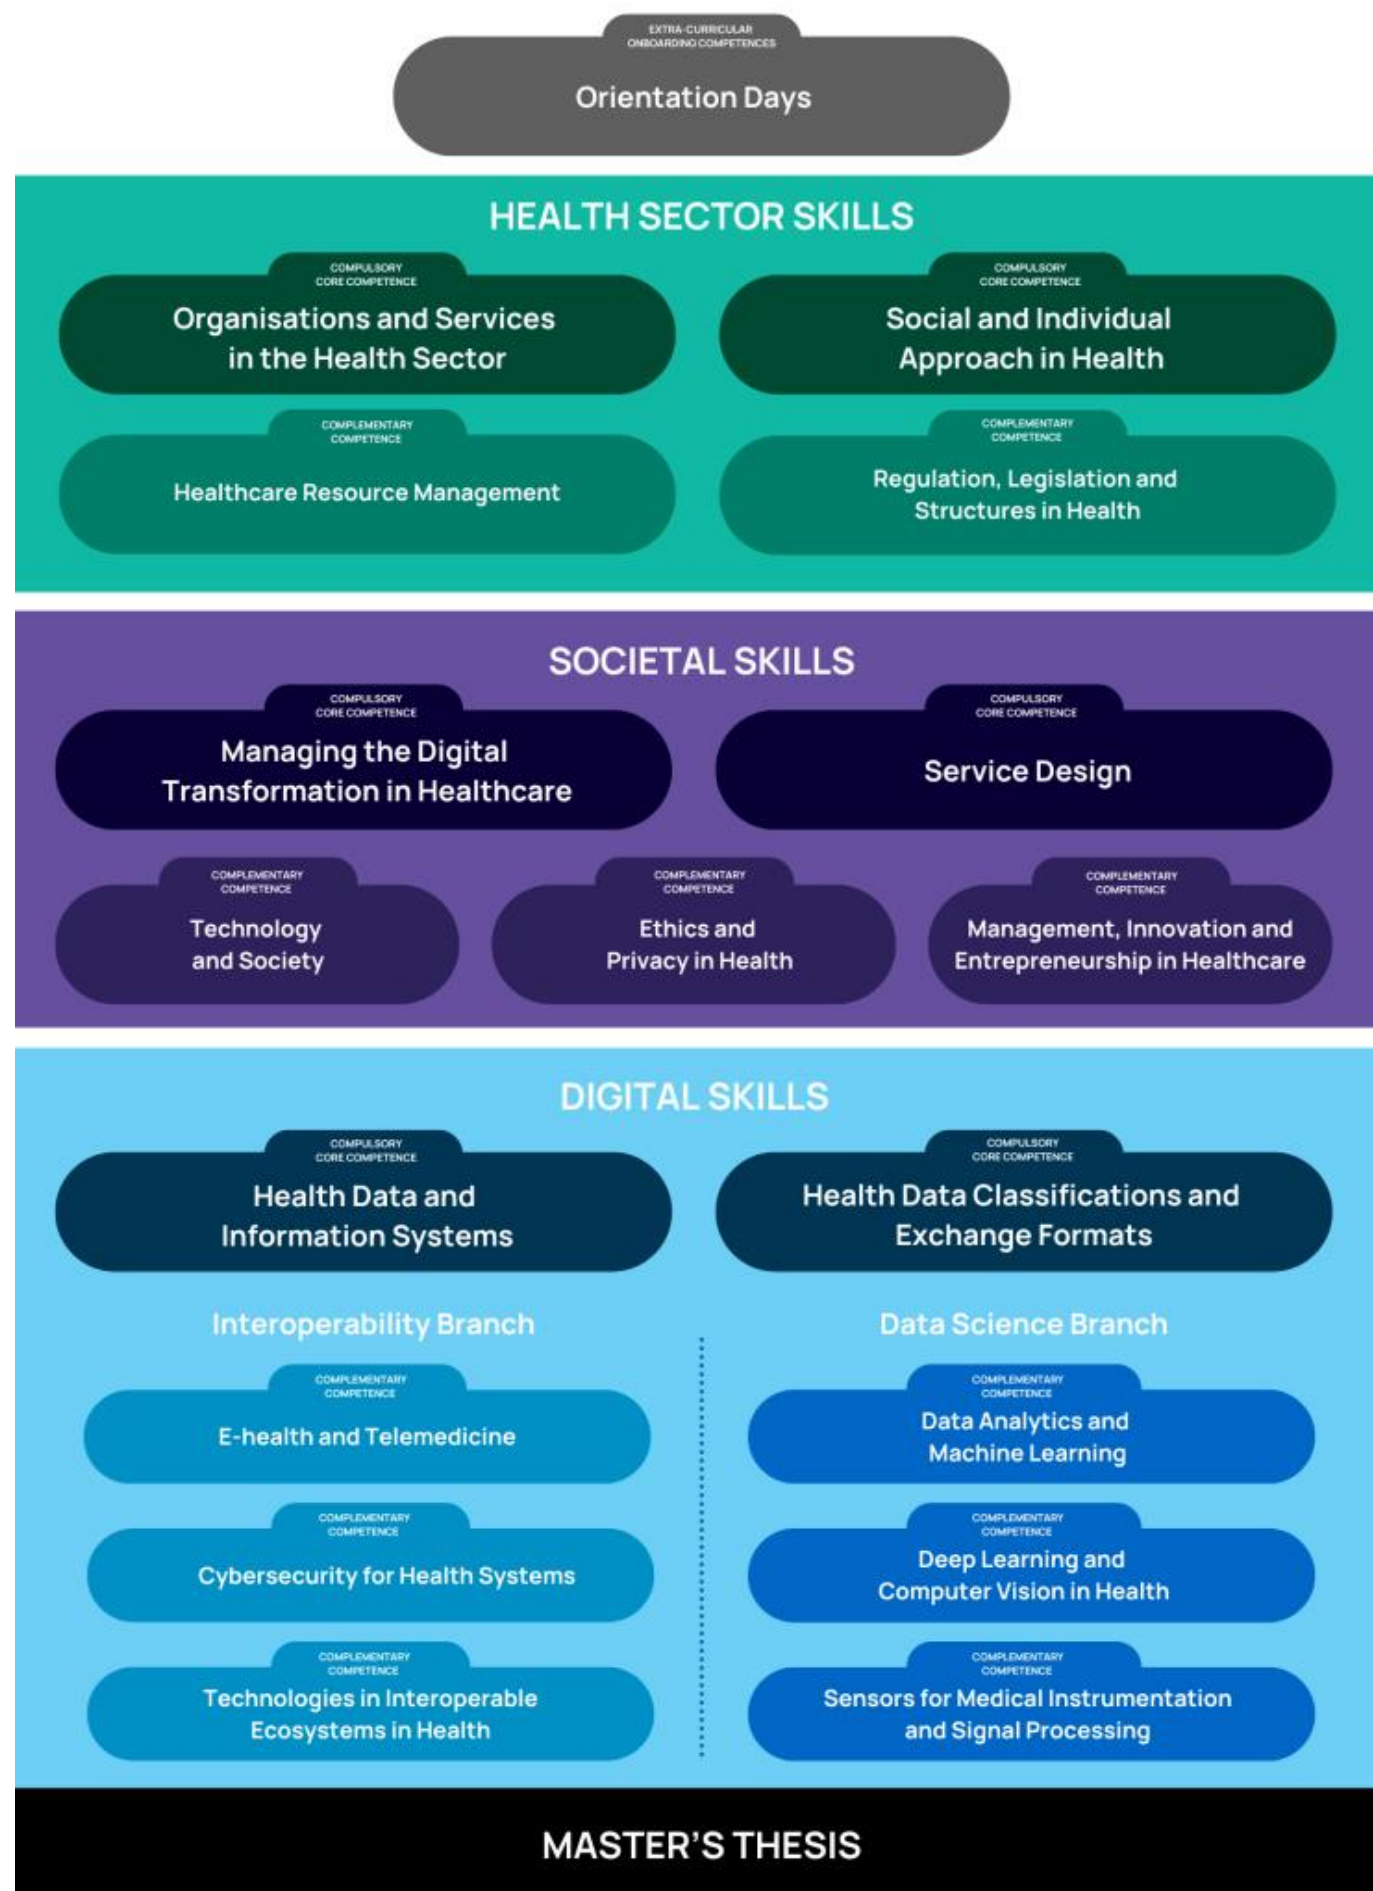 EXTRA-CURRICULAR
ONBOARDING COMPETENCES
Orientation Days
HEALTH SECTOR SKILLS
COMPULSORY
CORE COMPETENCE
Organisations and Services
in the Health Sector
COMPULSORY
CORE COMPETENCE
Social and Individual
Approach in Health
COMPLEMENTARY
COMPETENCE
Healthcare Resource Management
COMPLEMENTARY
COMPETENCE
Regulation, Legislation and
Structures in Health
SOCIETAL SKILLS
COMPULSORY
CORE COMPETENCE
Managing the Digital
Transformation in Healthcare
COMPULSORY
CORE COMPETENCE
Service Design
COMPLEMENTARY
COMPETENCE
Technology
and Society
COMPLEMENTARY
COMPETENCE
Ethics and
Privacy in Health
COMPLEMENTARY
COMPETENCE
Management, Innovation and
Entrepreneurship in Healthcare
DIGITAL SKILLS
COMPULSORY
CORE COMPETENCE
Health Data and
Information Systems
COMPULSORY
CORE COMPETENCE
Health Data Classifications and
Exchange Formats
Interoperability Branch
COMPLEMENTARY
COMPETENCE
E-health and Telemedicine
COMPLEMENTARY
COMPETENCE
Cybersecurity for Health Systems
COMPLEMENTARY
COMPETENCE
Technologies in Interoperable
Ecosystems in Health
Data Science Branch
COMPLEMENTARY
COMPETENCE
Data Analytics and
Machine Learning
COMPLEMENTARY
COMPETENCE
Deep Learning and
Computer Vision in Health
COMPLEMENTARY
COMPETENCE
Sensors for Medical Instrumentation
and Signal Processing
MASTER'S THESIS